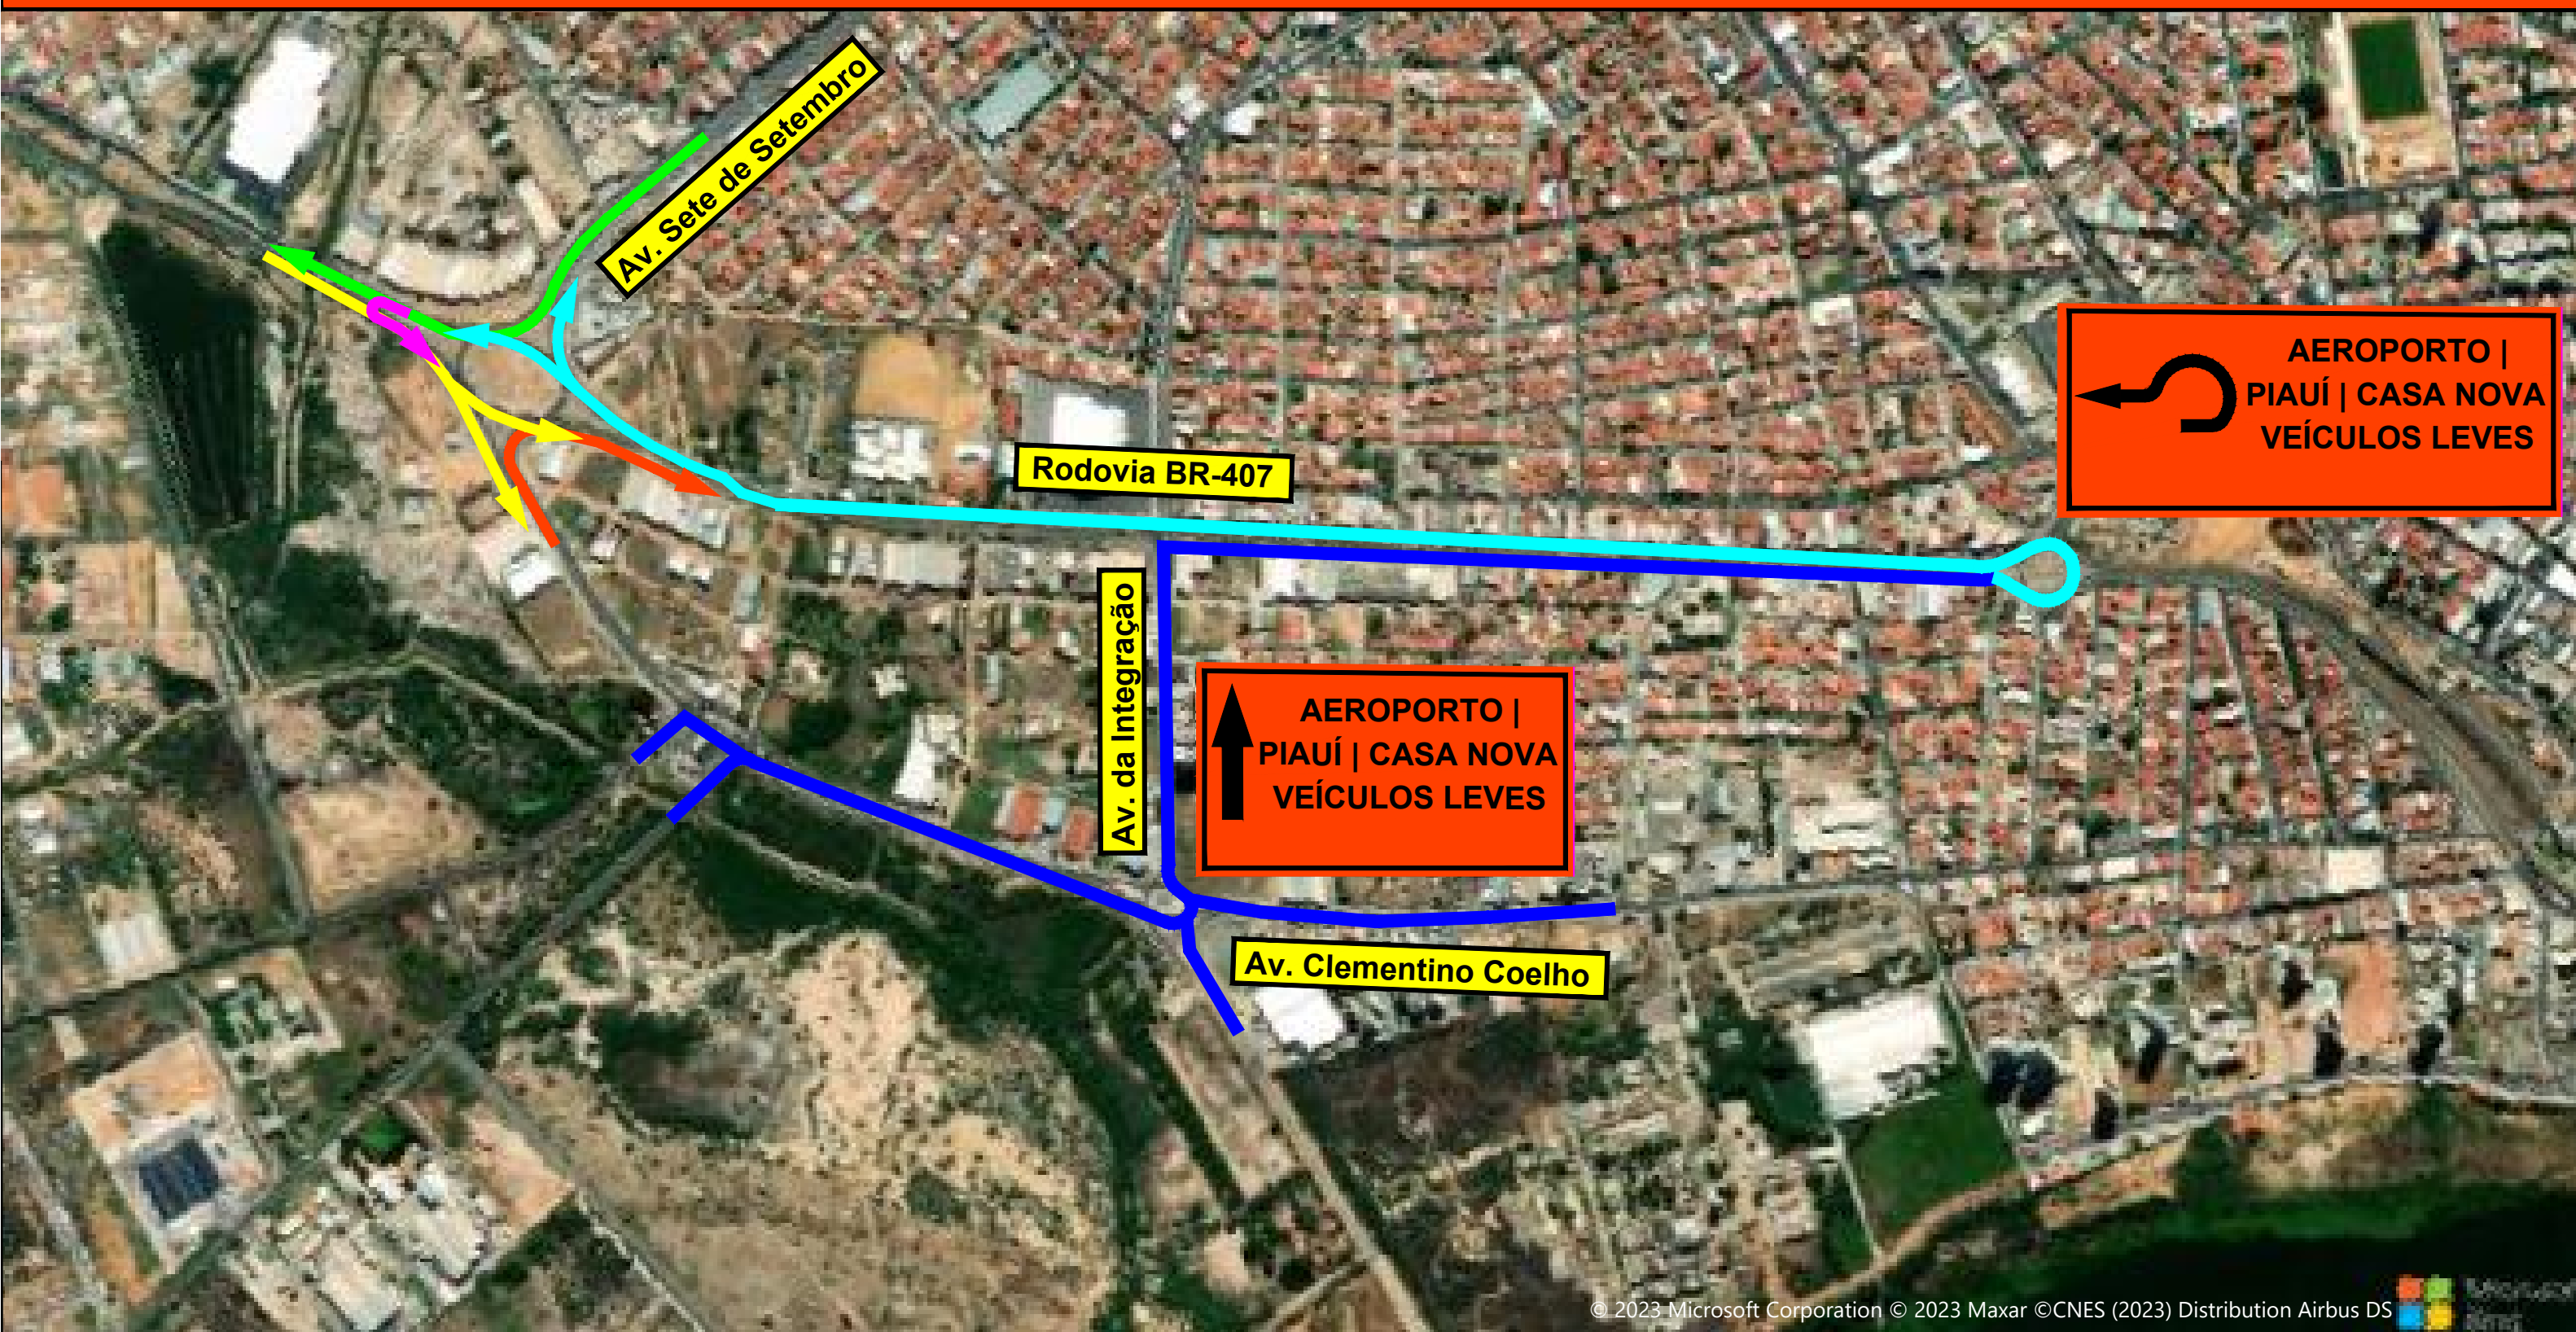 Av. Sete de Setembro
AEROPORTO |
PIAUÍ | CASA NOVA
VEÍCULOS LEVES
Rodovia BR-407
Av. da Integração
AEROPORTO |
PIAUÍ | CASA NOVA
VEÍCULOS LEVES
Av. Clementino Coelho
© 2023 Microsoft Corporation © 2023 Maxar ©CNES (2023) Distribution Airbus DS